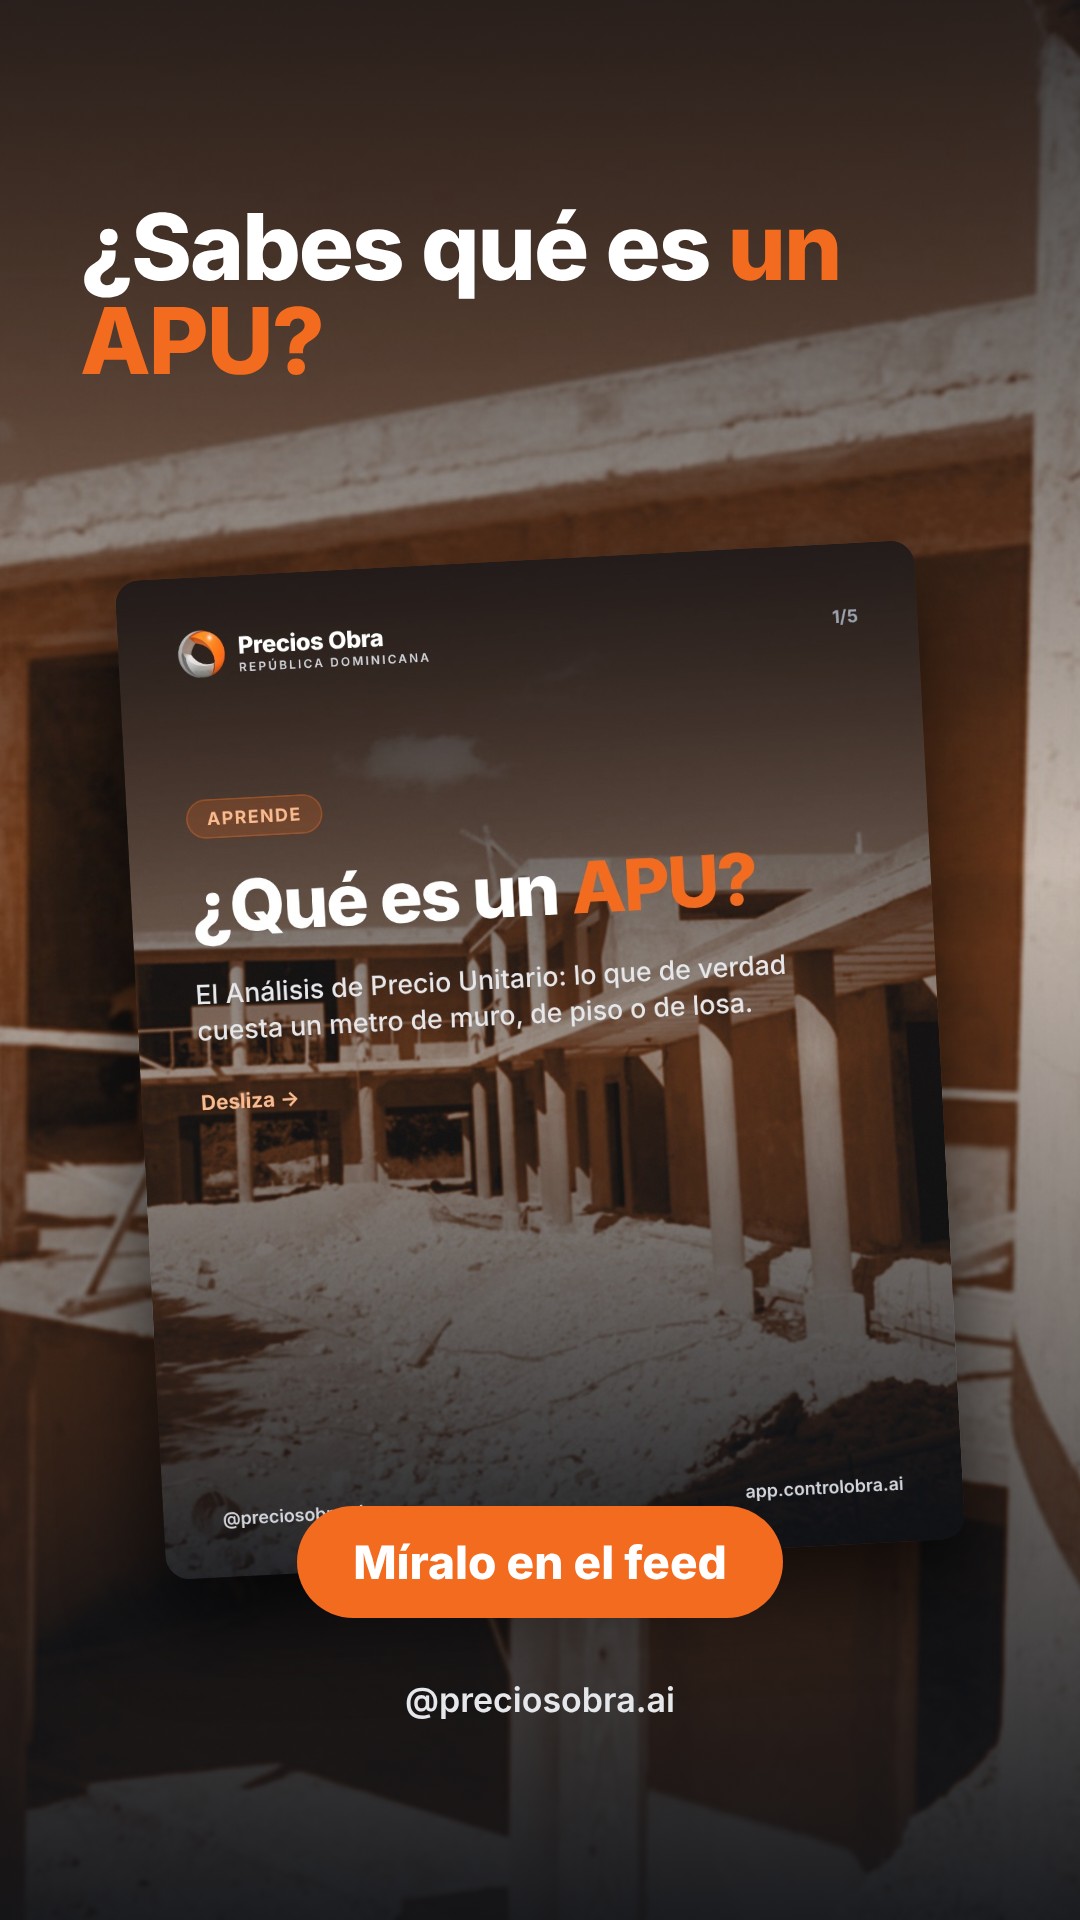 ¿Sabes qué es un
APU?
Precios Obra
REPÚBLICA DOMINICANA
1/5
APRENDE
¿Qué es un APU?
El Análisis de Precio Unitario: lo que de verdad
cuesta un metro de muro, de piso o de losa.
Desliza →
app.controlobra.ai
Míralo en el feed
@preciosobra.ai